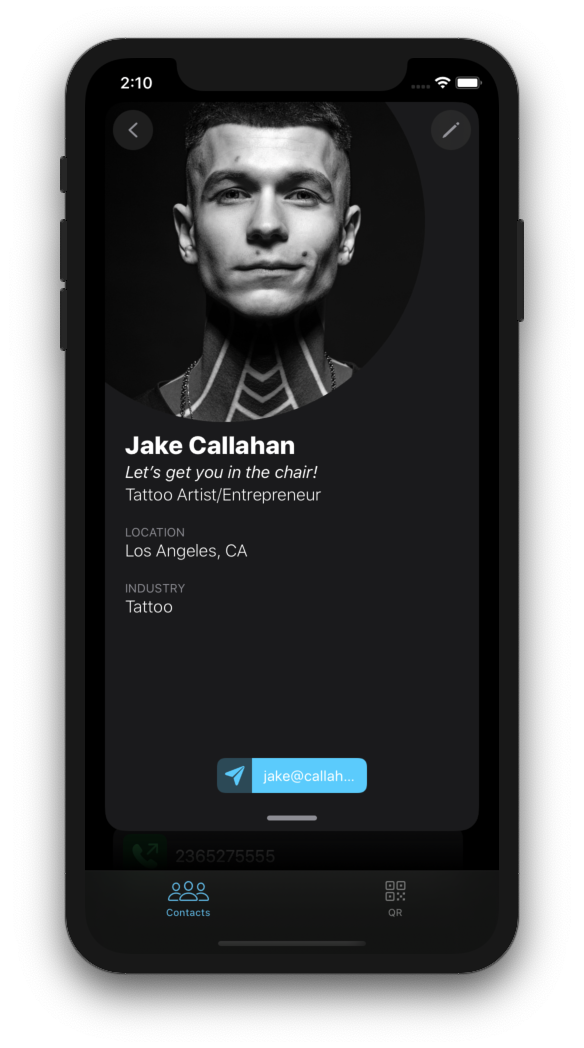 2:10
Jake Callahan
Let's get you in the chair!
Tattoo Artist/Entrepreneur
LOCATION
Los Angeles, CA
INDUSTRY
Tattoo
jake@callah...
2365275555
Contacts
QR